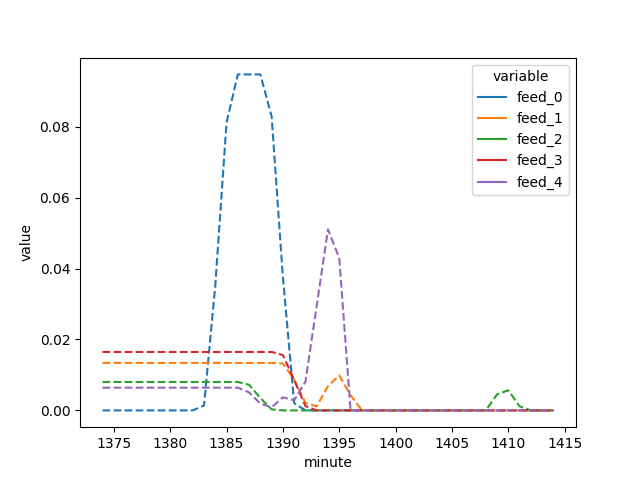 variable
feed_0
feed_1
feed_2
feed_3
feed_4
value
0.08
0.06
0.04
0.02
0.00
1375 1380 1385 1390 1395 1400 1405 1410 1415
minute